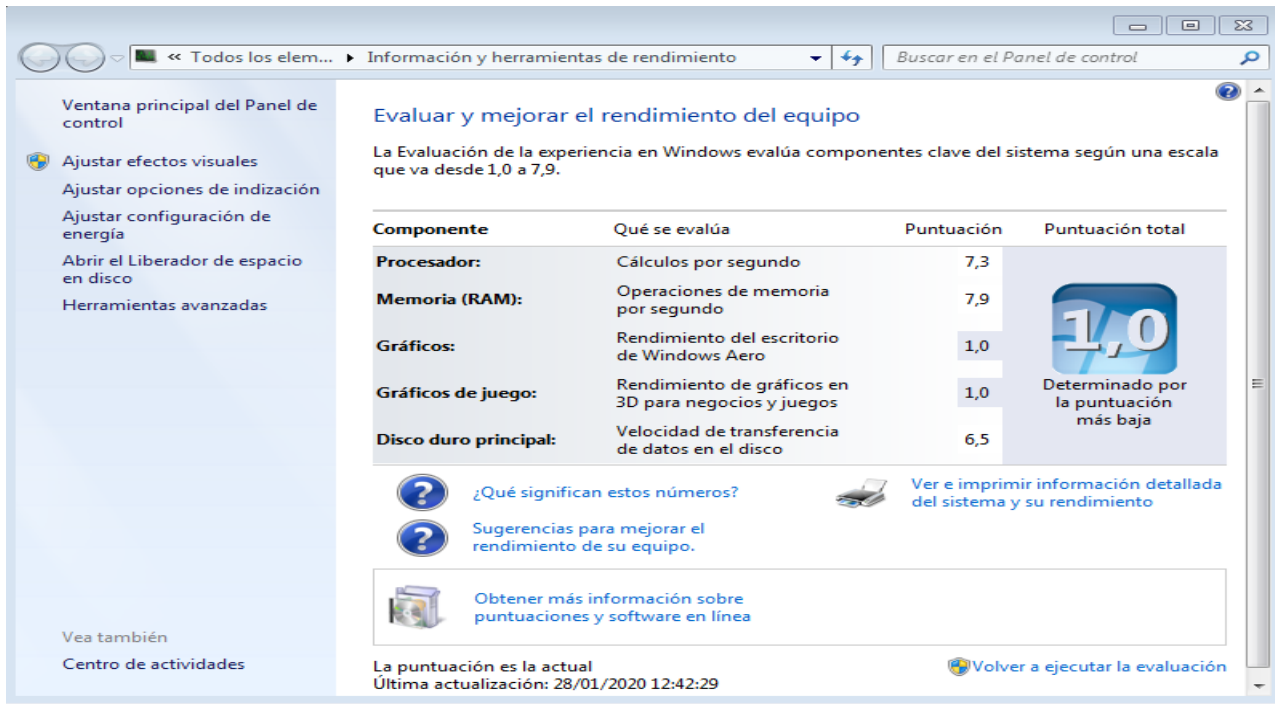 « Todos los elem... ▸ Información y herramientas de rendimiento
Buscar en el Panel de control
Ventana principal del Panel de
control
Ajustar efectos visuales
Ajustar opciones de indización
Ajustar configuración de
energía
Abrir el Liberador de espacio
en disco
Herramientas avanzadas
Vea también
Centro de actividades
Evaluar y mejorar el rendimiento del equipo
La Evaluación de la experiencia en Windows evalúa componentes clave del sistema según una escala
que va desde 1,0 a 7,9.
Componente Qué se evalúa Puntuación Puntuación total
Procesador: Cálculos por segundo 7,3
Memoria (RAM): Operaciones de memoria
por segundo 7,9
Gráficos: Rendimiento del escritorio
de Windows Aero 1,0
Gráficos de juego: Rendimiento de gráficos en
3D para negocios y juegos 1,0
Disco duro principal: Velocidad de transferencia
de datos en el disco 6,5
1,0
Determinado por
la puntuación
más baja
¿Qué significan estos números?
Ver e imprimir información detallada
del sistema y su rendimiento
Sugerencias para mejorar el
rendimiento de su equipo.
Obtener más información sobre
puntuaciones y software en línea
La puntuación es la actual
Última actualización: 28/01/2020 12:42:29
Volver a ejecutar la evaluación